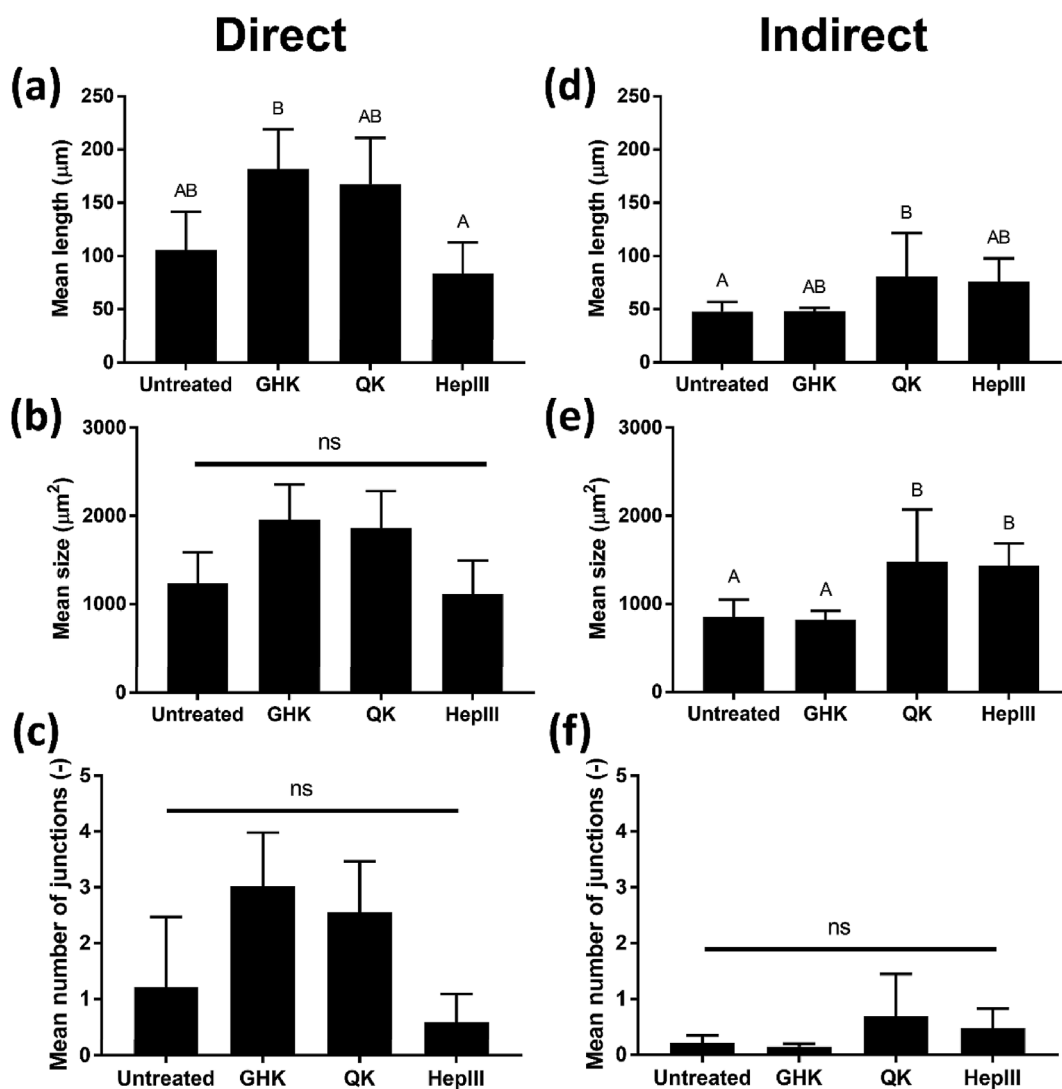 Direct
Indirect
(a)
Mean length (μm)
250
200
150
100
50
0
AB
B
AB
A
Untreated GHK QK HepIII
(d)
Mean length (μm)
250
200
150
100
50
0
A
AB
B
AB
Untreated GHK QK HepIII
(b)
Mean size (μm²)
3000
2000
1000
0
ns
Untreated GHK QK HepIII
(e)
Mean size (μm²)
3000
2000
1000
0
A
A
B
B
Untreated GHK QK HepIII
(c)
Mean number of junctions (-)
5
4
3
2
1
0
ns
Untreated GHK QK HepIII
(f)
Mean number of junctions (-)
5
4
3
2
1
0
ns
Untreated GHK QK HepIII